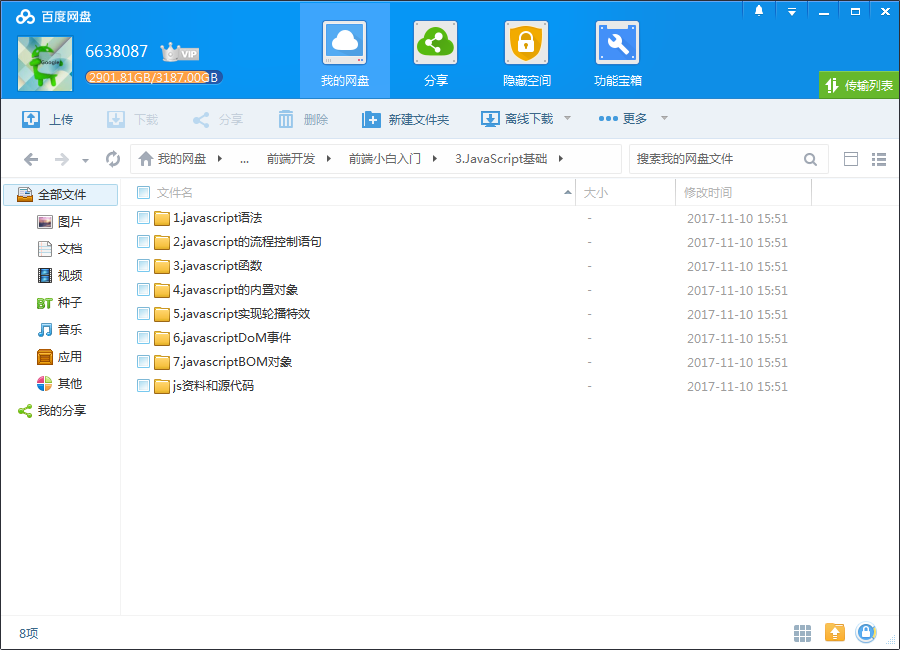 百度网盘
6638087 VIP
2901.81GB/3187.00GB
我的网盘 分享 隐藏空间 功能宝箱
传输列表
上传 下载 分享 删除 新建文件夹 离线下载 更多
我的网盘 ... 前端开发 前端小白入门 3.JavaScript基础 搜索我的网盘文件
全部文件
图片
文档
视频
BT 种子
音乐
应用
其他
我的分享
文件名 大小 修改时间
1.javascript语法 - 2017-11-10 15:51
2.javascript的流程控制语句 - 2017-11-10 15:51
3.javascript函数 - 2017-11-10 15:51
4.javascript的内置对象 - 2017-11-10 15:51
5.javascript实现轮播特效 - 2017-11-10 15:51
6.javascriptDoM事件 - 2017-11-10 15:51
7.javascriptBOM对象 - 2017-11-10 15:51
js资料和源代码 - 2017-11-10 15:51
8项